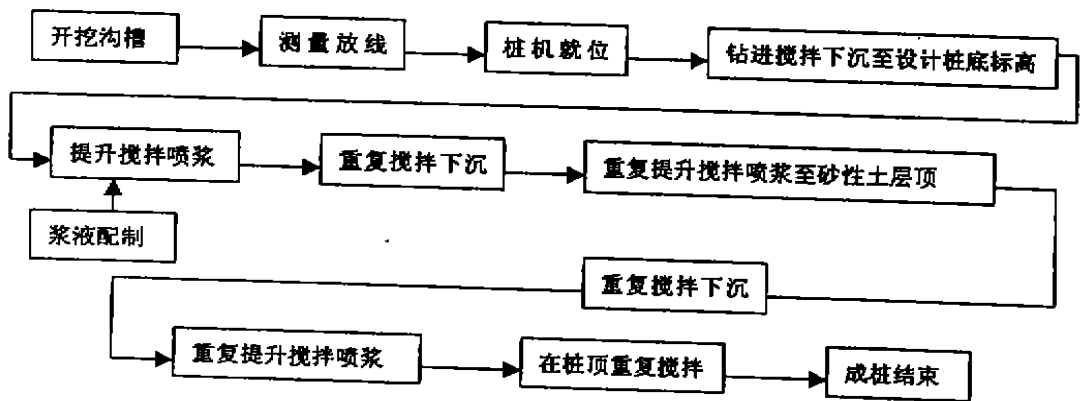 开挖沟槽
测量放线
桩机就位
钻进搅拌下沉至设计桩底标高
提升搅拌喷浆
重复搅拌下沉
重复提升搅拌喷浆至砂性土层顶
浆液配制
重复搅拌下沉
重复提升搅拌喷浆
在桩顶重复搅拌
成桩结束